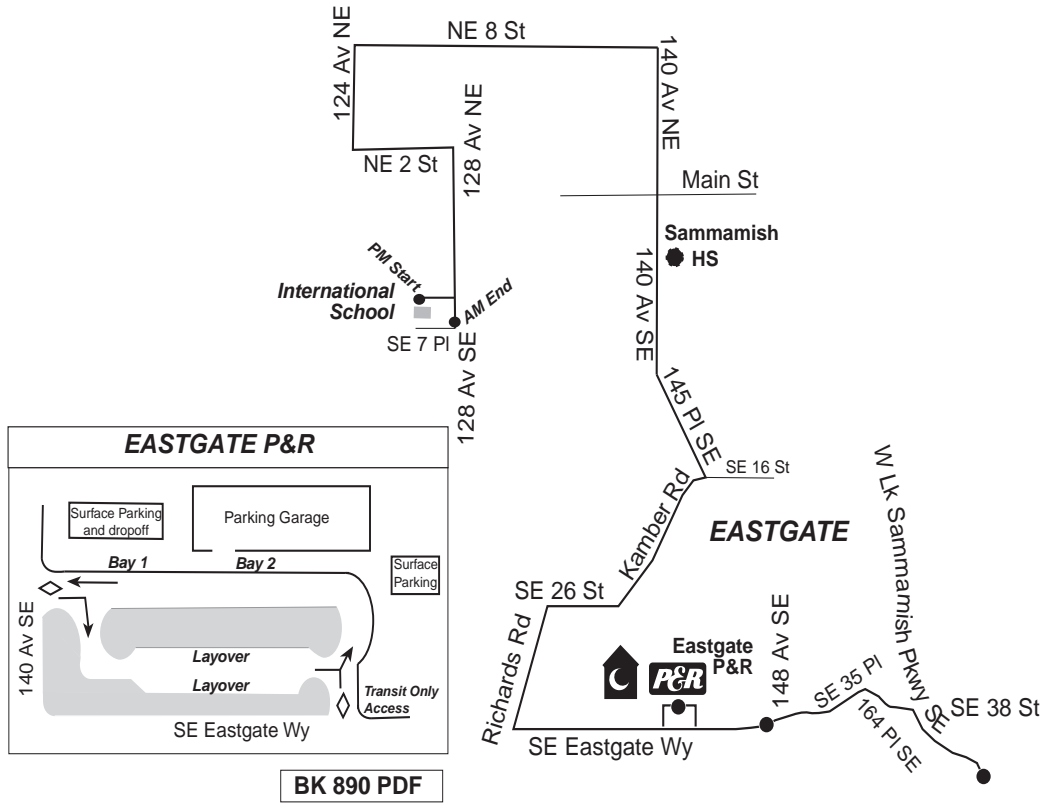 NE 8 St
124 Av NE
140 Av NE
128 Av NE
NE 2 St
Main St
Sammamish
HS
PM Start
International
School
AM End
SE 7 Pl
140 Av SE
128 Av SE
145 Pl SE
SE 16 St
EASTGATE P&R
Surface Parking
and dropoff
Parking Garage
Bay 1
Bay 2
Surface
Parking
140 Av SE
Layover
Layover
Transit Only
Access
SE Eastgate Wy
BK 890 PDF
Kamber Rd
EASTGATE
W Lk Sammamish Pkwy SE
SE 26 St
Richards Rd
Eastgate
P&R
P&R
148 Av SE
SE 35 Pl
164 Pl SE
SE 38 St
SE Eastgate Wy